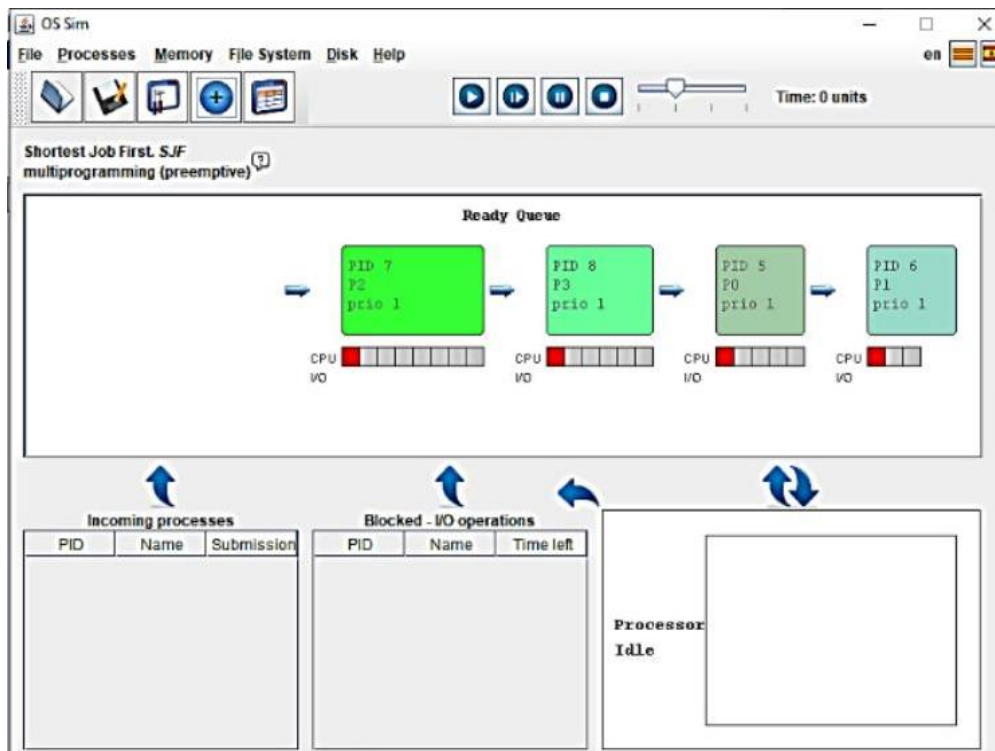 OS Sim
File Processes Memory File System Disk Help en
Time: 0 units
Shortest Job First. SJF
multiprogramming (preemptive) ?
Ready Queue
PID 7 PID 8 PID 5 PID 6
P2 P3 P0 P1
prio 1 prio 1 prio 1 prio 1
CPU CPU CPU CPU
I/O I/O I/O I/O
Incoming processes Blocked - I/O operations
PID Name Submission PID Name Time left
Processor
Idle